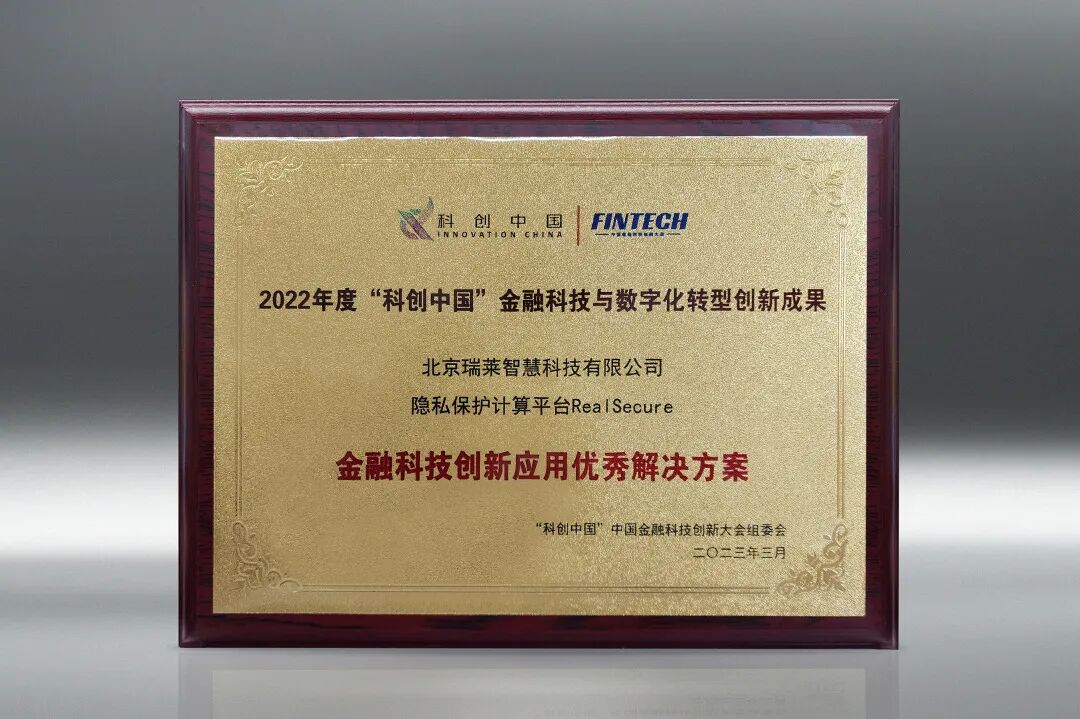 科创中国
INNOVATION CHINA
FINTECH
2022年度“科创中国”金融科技与数字化转型创新成果
北京瑞莱智慧科技有限公司
隐私保护计算平台RealSecure
金融科技创新应用优秀解决方案
“科创中国”中国金融科技创新大会组委会
二〇二三年三月